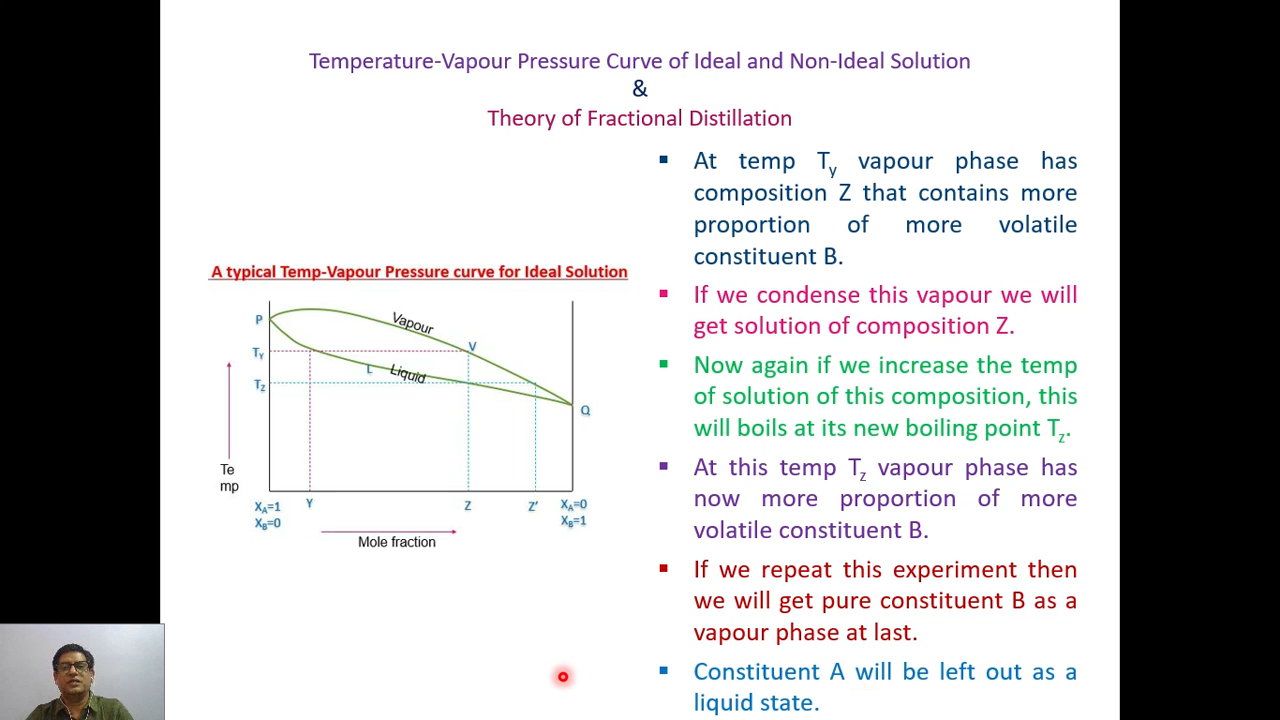 Temperature-Vapour Pressure Curve of Ideal and Non-Ideal Solution
&
Theory of Fractional Distillation
A typical Temp-Vapour Pressure curve for Ideal Solution
P
Vapour
V
TY
L
Liquid
TZ
Q
Te
mp
XA=1
XB=0
Y
Z
Z'
XA=0
XB=1
Mole fraction
▪ At temp Ty vapour phase has
composition Z that contains more
proportion of more volatile
constituent B.
▪ If we condense this vapour we will
get solution of composition Z.
▪ Now again if we increase the temp
of solution of this composition, this
will boils at its new boiling point Tz.
▪ At this temp Tz vapour phase has
now more proportion of more
volatile constituent B.
▪ If we repeat this experiment then
we will get pure constituent B as a
vapour phase at last.
▪ Constituent A will be left out as a
liquid state.